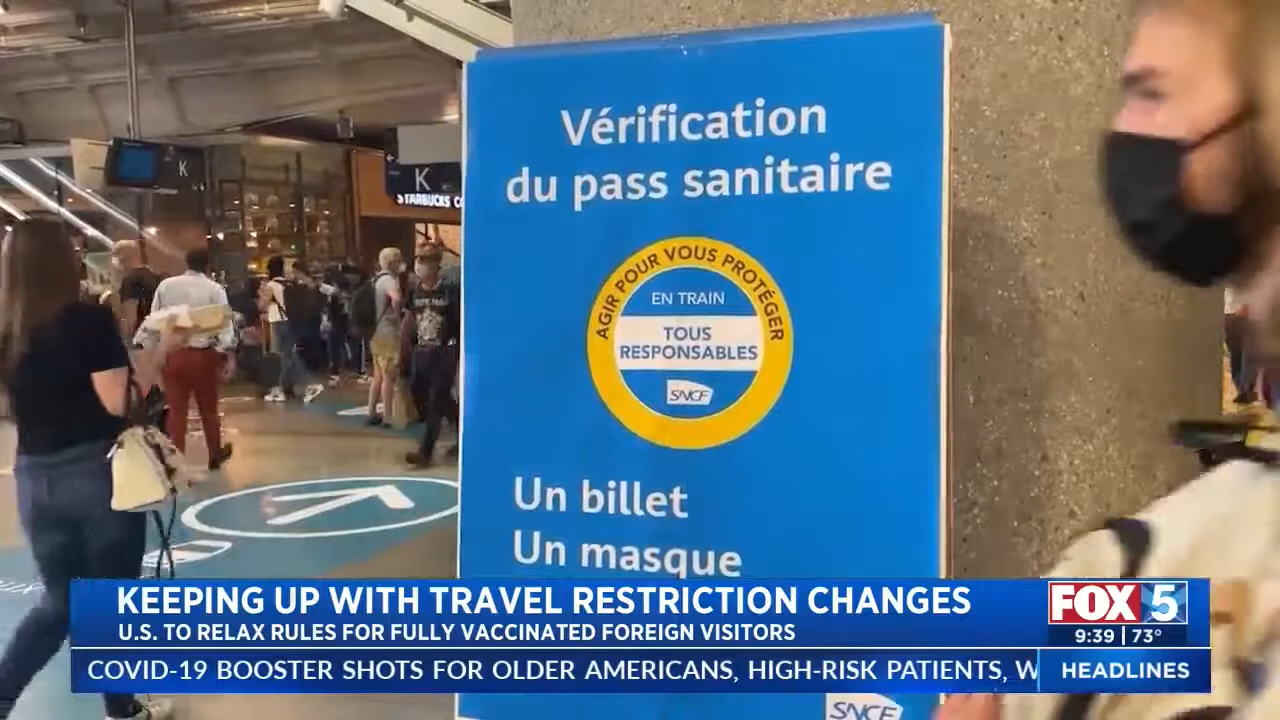 K
K
STARBUCKS CO
Vérification
du pass sanitaire
AGIR POUR VOUS PROTÉGER
EN TRAIN
TOUS
RESPONSABLES
SNCF
Un billet
Un masque
KEEPING UP WITH TRAVEL RESTRICTION CHANGES
U.S. TO RELAX RULES FOR FULLY VACCINATED FOREIGN VISITORS
FOX 5
9:39 | 73°
COVID-19 BOOSTER SHOTS FOR OLDER AMERICANS, HIGH-RISK PATIENTS, W
HEADLINES
SNCF